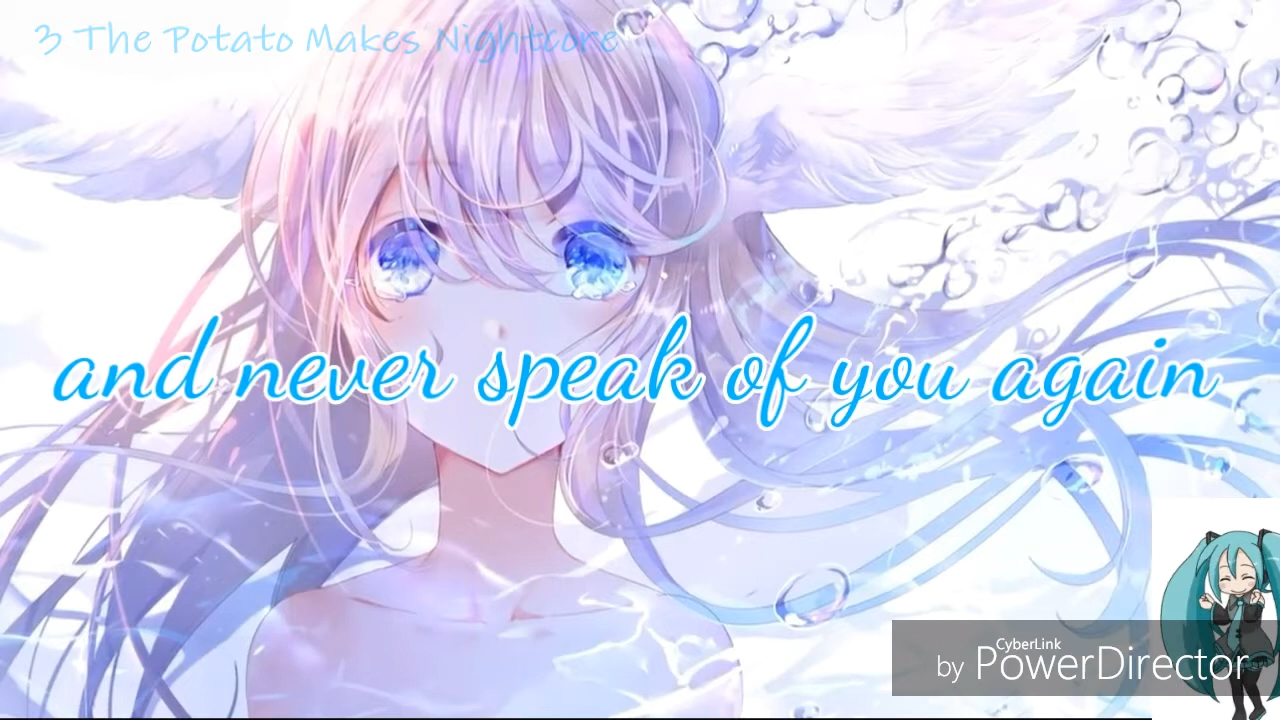 3 The Potato Makes Nightcore
and never speak of you again
CyberLink
by PowerDirector